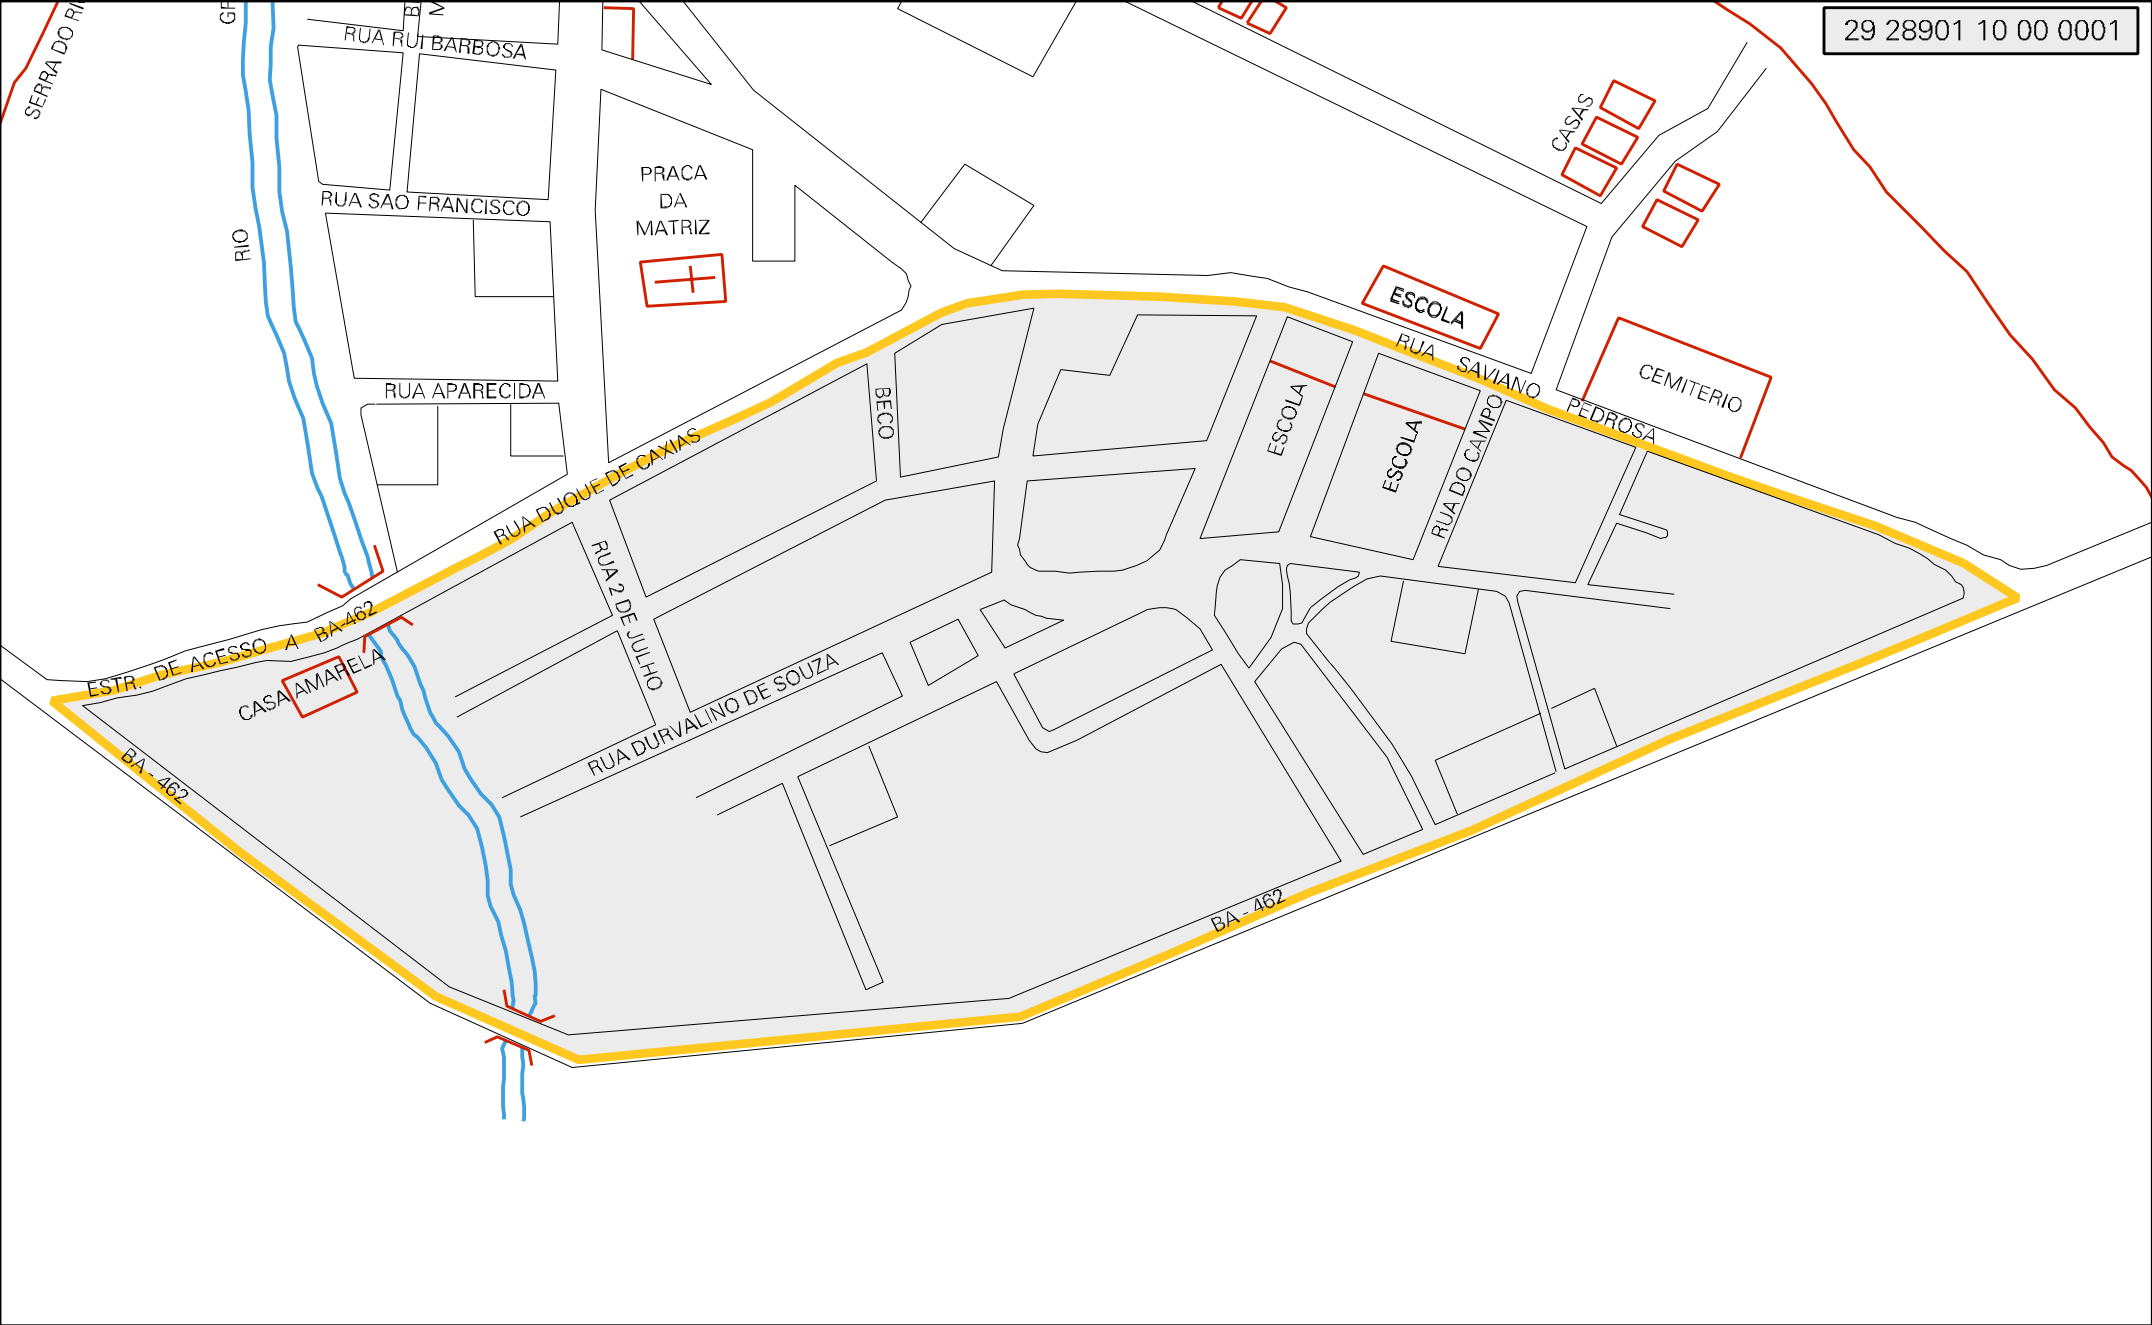 29 28901 10 00 0001
SERRA DO RI
GR
B
M
RUA RUI BARBOSA
CASAS
PRACA
DA
MATRIZ
RUA SAO FRANCISCO
RIO
ESCOLA
RUA SAVIANO PEDROSA
CEMITERIO
RUA APARECIDA
BECO
ESCOLA
ESCOLA
RUA DO CAMPO
RUA DUQUE DE CAXIAS
RUA 2 DE JULHO
ESTR. DE ACESSO A BA-462
CASA AMARELA
RUA DURVALINO DE SOUZA
BA - 462
BA - 462